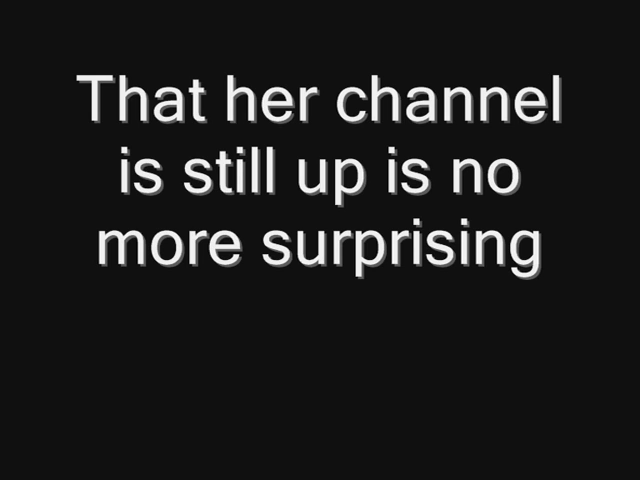 That her channel
is still up is no
more surprising